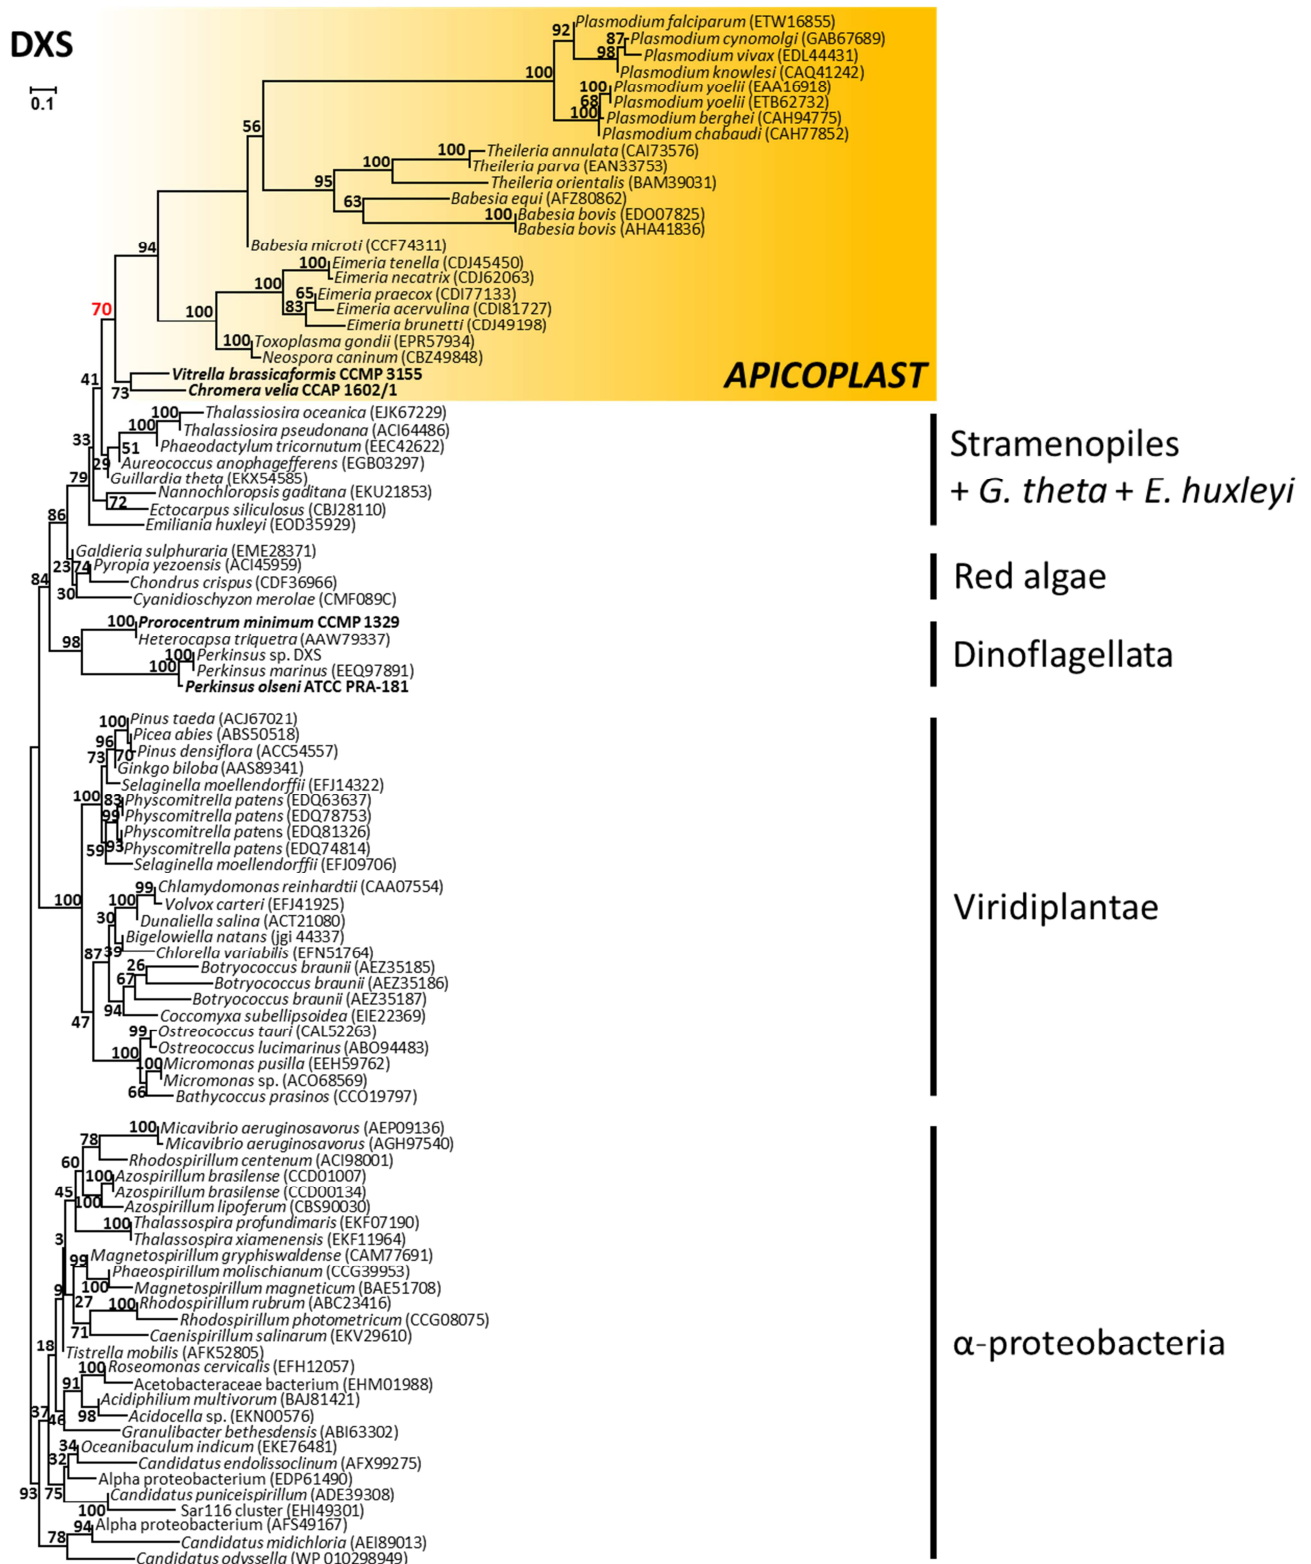 DXS
0.1
92
Plasmodium falciparum (ETW16855)
87
Plasmodium cynomolgi (GAB67689)
98
Plasmodium vivax (EDL44431)
Plasmodium knowlesi (CAQ41242)
100
100
Plasmodium yoelii (EAA16918)
68
Plasmodium yoelii (ETB62732)
100
Plasmodium berghei (CAH94775)
Plasmodium chabaudi (CAH77852)
56
100
Theileria annulata (CAI73576)
100
Theileria parva (EAN33753)
95
Theileria orientalis (BAM39031)
63
Babesia equi (AFZ80862)
100
Babesia bovis (EDO07825)
Babesia bovis (AHA41836)
94
Babesia microti (CCF74311)
100
Eimeria tenella (CDJ45450)
100
Eimeria necatrix (CDJ62063)
65
Eimeria praecox (CDI77133)
83
Eimeria acervulina (CDI81727)
100
Eimeria brunetti (CDJ49198)
70
100
Toxoplasma gondii (EPR57934)
Neospora caninum (CBZ49848)
Vitrella brassicaformis CCMP 3155
73
Chromera velia CCAP 1602/1
APICOPLAST
41
100
Thalassiosira oceanica (EJK67229)
100
Thalassiosira pseudonana (ACI64486)
33
51
Phaeodactylum tricornutum (EEC42622)
29
Aureococcus anophagefferens (EGB03297)
Guillardia theta (EKX54585)
79
Nannochloropsis gaditana (EKU21853)
72
Ectocarpus siliculosus (CBJ28110)
Emiliania huxleyi (EOD35929)
Stramenopiles
+ G. theta + E. huxleyi
86
Galdieria sulphuraria (EME28371)
23
74
Pyropia yezoensis (ACI45959)
84
Chondrus crispus (CDF36966)
30
Cyanidioschyzon merolae (CMF089C)
Red algae
100
Prorocentrum minimum CCMP 1329
98
Heterocapsa triquetra (AAW79337)
100
Perkinsus sp. DXS
100
Perkinsus marinus (EEQ97891)
Perkinsus olseni ATCC PRA-181
Dinoflagellata
100
Pinus taeda (ACJ67021)
96
Picea abies (ABS50518)
73
70
Pinus densiflora (ACC54557)
Ginkgo biloba (AAS89341)
Selaginella moellendorffii (EFJ14322)
100
83
Physcomitrella patens (EDQ63637)
99
Physcomitrella patens (EDQ78753)
Physcomitrella patens (EDQ81326)
59
93
Physcomitrella patens (EDQ74814)
Selaginella moellendorffii (EFJ09706)
100
99
Chlamydomonas reinhardtii (CAA07554)
100
Volvox carteri (EFJ41925)
30
Dunaliella salina (ACT21080)
Bigelowiella natans (jgi 44337)
87
39
Chlorella variabilis (EFN51764)
26
Botryococcus braunii (AEZ35185)
67
Botryococcus braunii (AEZ35186)
Botryococcus braunii (AEZ35187)
94
Coccomyxa subellipsoidea (EIE22369)
47
99
Ostreococcus tauri (CAL52263)
100
Ostreococcus lucimarinus (ABO94483)
100
Micromonas pusilla (EEH59762)
Micromonas sp. (ACO68569)
66
Bathycoccus prasinos (CCO19797)
Viridiplantae
100
Micavibrio aeruginosavorus (AEP09136)
78
Micavibrio aeruginosavorus (AGH97540)
60
Rhodospirillum centenum (ACI98001)
100
Azospirillum brasilense (CCD01007)
45
Azospirillum brasilense (CCD00134)
100
Azospirillum lipoferum (CBS90030)
100
Thalassospira profundimaris (EKF07190)
3
Thalassospira xiamenensis (EKF11964)
99
Magnetospirillum gryphiswaldense (CAM77691)
Phaeospirillum molischianum (CCG39953)
9
100
Magnetospirillum magneticum (BAE51708)
27
100
Rhodospirillum rubrum (ABC23416)
Rhodospirillum photometricum (CCG08075)
71
Caenispirillum salinarum (EKV29610)
18
Tistrella mobilis (AFK52805)
100
Roseomonas cervicalis (EFH12057)
91
Acetobacteraceae bacterium (EHM01988)
Acidiphilium multivorum (BAJ81421)
37
46
98
Acidocella sp. (EKN00576)
Granulibacter bethesdensis (ABI63302)
34
Oceanibaculum indicum (EKE76481)
32
Candidatus endolissoclinum (AFX99275)
Alpha proteobacterium (EDP61490)
93
75
Candidatus puniceispirillum (ADE39308)
100
Sar116 cluster (EHI49301)
94
Alpha proteobacterium (AFS49167)
78
Candidatus midichloria (AEI89013)
Candidatus odyssella (WP 010298949)
α-proteobacteria